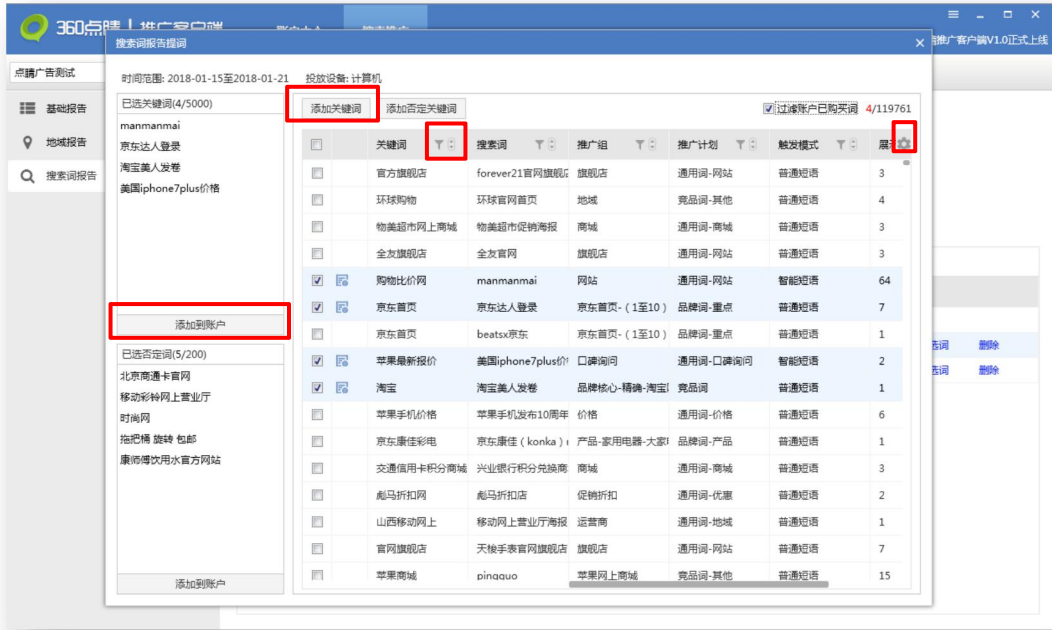 360点睛 | 推广客户端
搜索词报告提词
推广客户端V1.0正式上线
点睛广告测试
基础报告
地域报告
搜索词报告
时间范围: 2018-01-15至2018-01-21 投放设备: 计算机
已选关键词(4/5000)
manmanmai
京东达人登录
淘宝美人发卷
美国iphone7plus价格
添加到账户
已选否定词(5/200)
北京商通卡官网
移动彩铃网上营业厅
时尚网
拖把桶 旋转 包邮
康师傅饮用水官方网站
添加到账户
添加关键词 添加否定关键词 过滤账户已购买词 4/119761
关键词 搜索词 推广组 推广计划 触发模式 展
官方旗舰店 forever21官网旗舰店 旗舰店 通用词-网站 普通短语 3
环球购物 环球官网首页 地域 竞品词-其他 普通短语 4
物美超市网上商城 物美超市促销海报 商城 通用词-商城 普通短语 3
全友旗舰店 全友官网 旗舰店 通用词-网站 普通短语 3
购物比价网 manmanmai 网站 通用词-网站 智能短语 64
京东首页 京东达人登录 京东首页-（1至10） 品牌词-重点 普通短语 7
京东首页 beatsx京东 京东首页-（1至10） 品牌词-重点 普通短语 1
苹果最新报价 美国iphone7plus价 口碑询问 通用词-口碑询问 智能短语 2
淘宝 淘宝美人发卷 品牌核心-精确-淘宝 竞品词 普通短语 1
苹果手机价格 苹果手机发布10周年 价格 通用词-价格 普通短语 6
京东康佳彩电 京东康佳（konka） 产品-家用电器-大家 品牌词-产品 普通短语 1
交通信用卡积分商城 兴业银行积分兑换商 商城 通用词-商城 普通短语 3
彪马折扣网 彪马折扣店 促销折扣 通用词-优惠 普通短语 2
山西移动网上 移动网上营业厅海报 运营商 通用词-地域 普通短语 1
官网旗舰店 天梭手表官网旗舰店 旗舰店 通用词-网站 普通短语 7
苹果商城 pingguo 苹果网上商城 竞品词-其他 普通短语 15
选词 删除
选词 删除